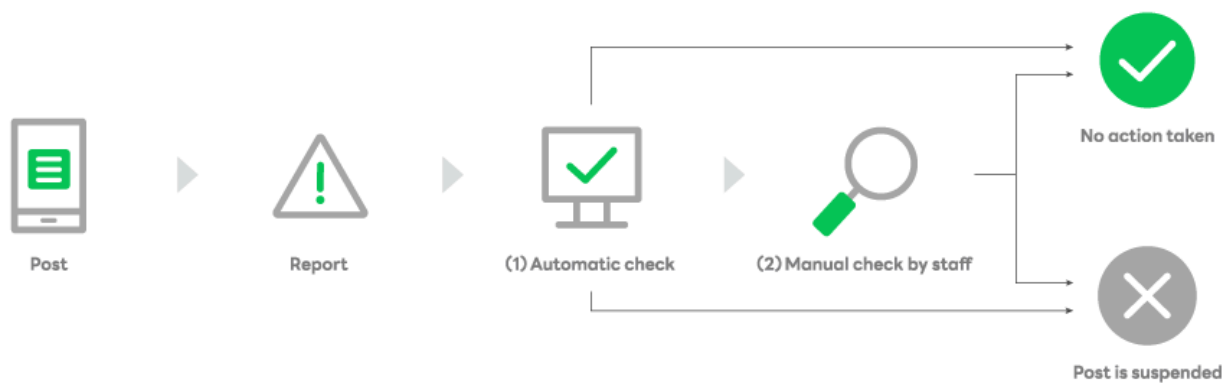 No action taken
Post
Report
(1) Automatic check
(2) Manual check by staff
Post is suspended